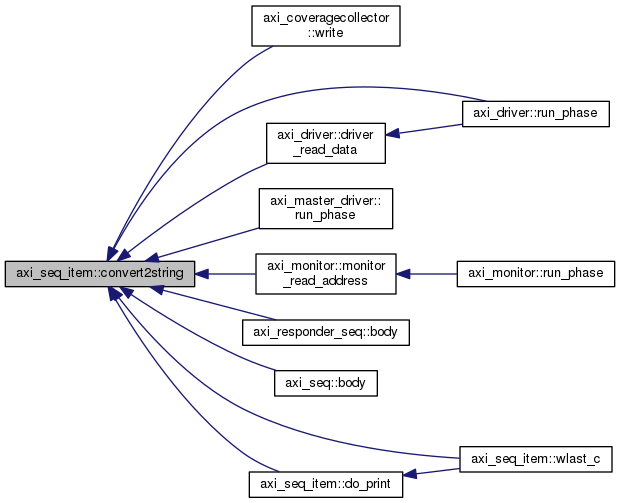 axi_coveragecollector
::write
axi_driver::run_phase
axi_driver::driver
_read_data
axi_master_driver::
run_phase
axi_seq_item::convert2string
axi_monitor::monitor
_read_address
axi_monitor::run_phase
axi_responder_seq::body
axi_seq::body
axi_seq_item::wlast_c
axi_seq_item::do_print